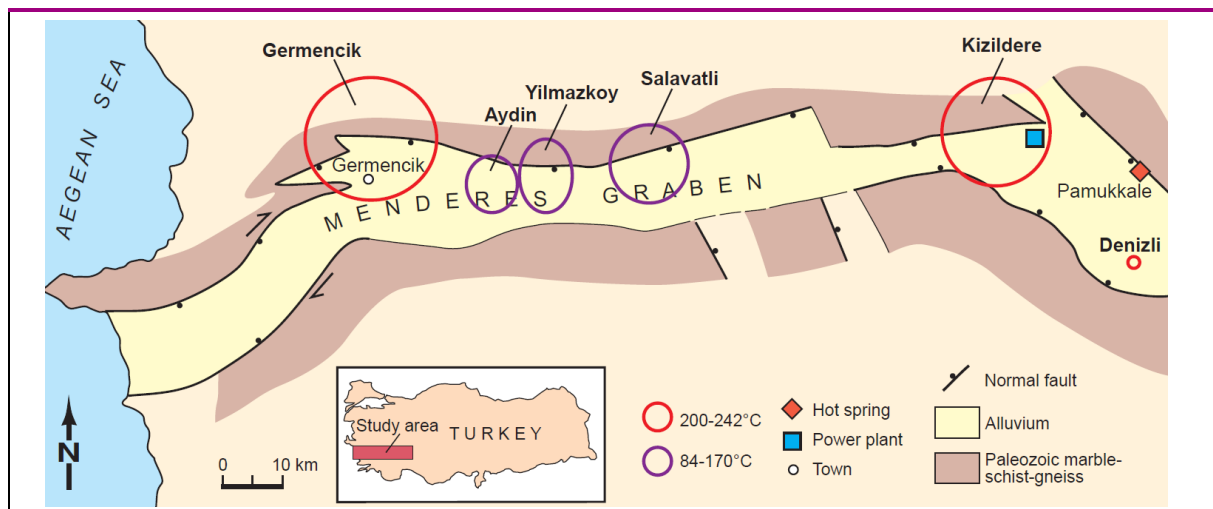 Germencik
Aydin
Yilmazkoy
Salavatli
Kizildere
AEGEAN SEA
Germencik
MENDERES GRABEN
Pamukkale
Denizli
N
0 10 km
Study area
TURKEY
200-242°C
84-170°C
Hot spring
Power plant
Town
Normal fault
Alluvium
Paleozoic marble-
schist-gneiss